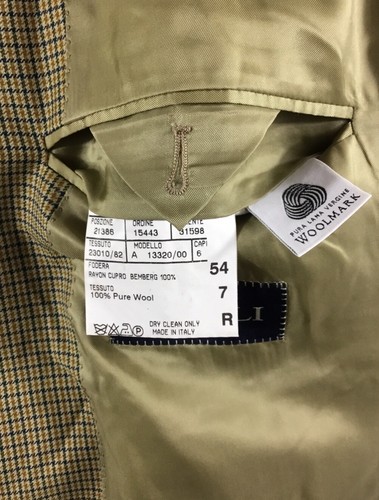 POSIZIONE ORDINE
21386 15443 31598
TESSUTO MODELLO CAPI
23010/82 A 13320/00 6
FODERA
RAYON CUPRO BEMBERG 100%
54
TESSUTO
100% Pure Wool
7
DRY CLEAN ONLY
MADE IN ITALY
R
LI
PURA LANA VERGINE
WOOLMARK